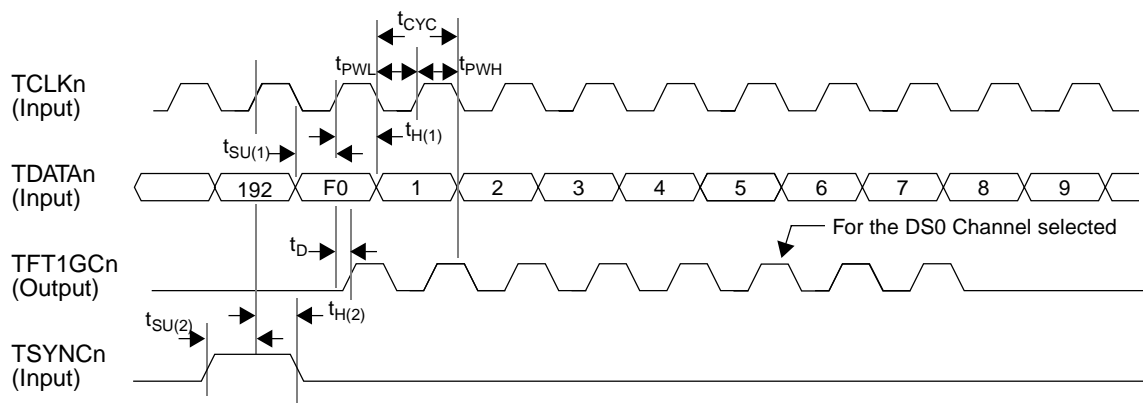 tCYC
tPWL tPWH
TCLKn
(Input)
tSU(1) tH(1)
TDATAn
(Input)
192 F0 1 2 3 4 5 6 7 8 9
For the DS0 Channel selected
tD
TFT1GCn
(Output)
tSU(2) tH(2)
TSYNCn
(Input)